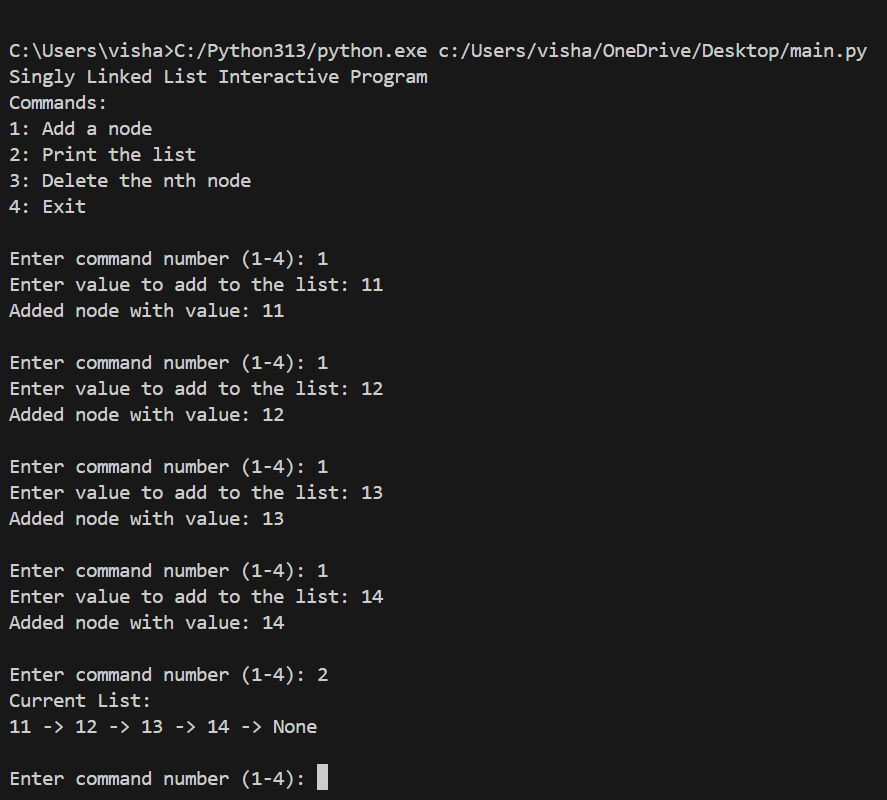 C:\Users\visha>C:/Python313/python.exe c:/Users/visha/OneDrive/Desktop/main.py
Singly Linked List Interactive Program
Commands:
1: Add a node
2: Print the list
3: Delete the nth node
4: Exit
Enter command number (1-4): 1
Enter value to add to the list: 11
Added node with value: 11
Enter command number (1-4): 1
Enter value to add to the list: 12
Added node with value: 12
Enter command number (1-4): 1
Enter value to add to the list: 13
Added node with value: 13
Enter command number (1-4): 1
Enter value to add to the list: 14
Added node with value: 14
Enter command number (1-4): 2
Current List:
11 -> 12 -> 13 -> 14 -> None
Enter command number (1-4):